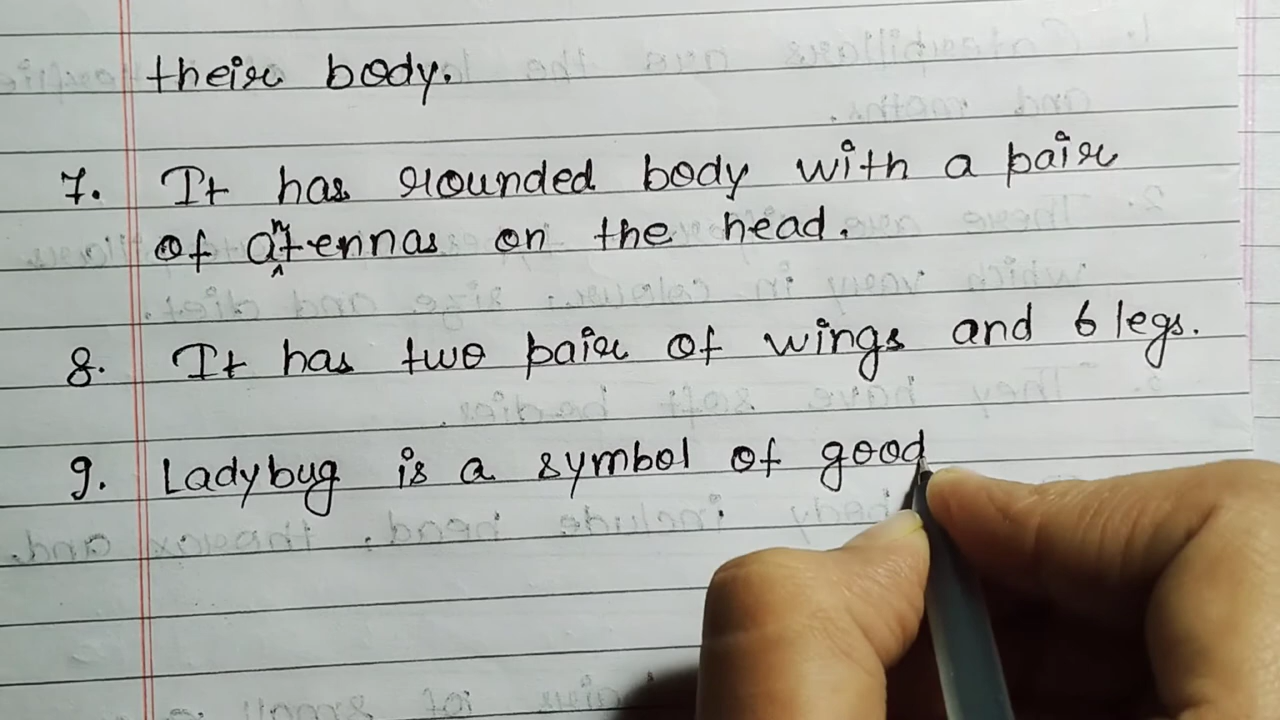 their body.
7. It has rounded body with a pair
of antennas on the head.
8. It has two pair of wings and 6 legs.
9. Ladybug is a symbol of good